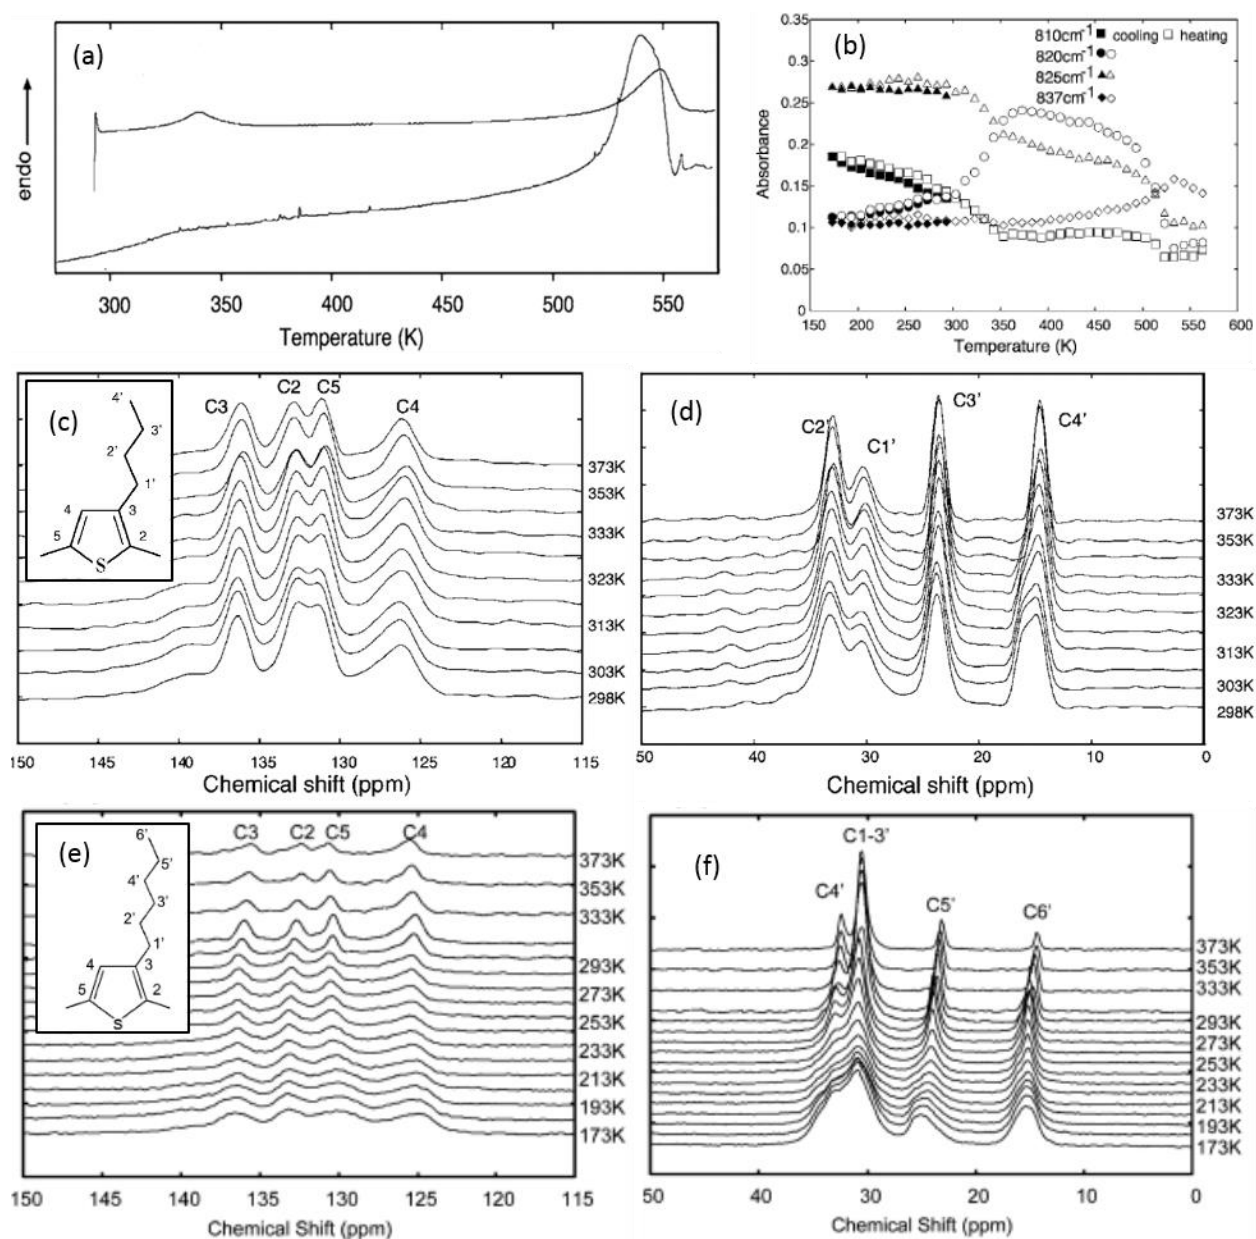 (a)
endo
300 350 400 450 500 550
Temperature (K)
(b)
0.35
0.3
0.25
0.2
0.15
0.1
0.05
0
Absorbance
810cm-1 cooling heating
820cm-1
825cm-1
837cm-1
150 200 250 300 350 400 450 500 550 600
Temperature (K)
(c)
4'
3'
2'
1'
4
3
5
2
S
C3 C2 C5 C4
373K
353K
333K
323K
313K
303K
298K
150 145 140 135 130 125 120 115
Chemical shift (ppm)
(d)
C2' C1' C3' C4'
373K
353K
333K
323K
313K
303K
298K
50 40 30 20 10 0
Chemical shift (ppm)
(e)
6'
5'
4'
3'
2'
1'
4
3
5
2
S
C3 C2 C5 C4
373K
353K
333K
293K
273K
253K
233K
213K
193K
173K
150 145 140 135 130 125 120 115
Chemical Shift (ppm)
(f)
C4' C1-3' C5' C6'
373K
353K
333K
293K
273K
253K
233K
213K
193K
173K
50 40 30 20 10 0
Chemical Shift (ppm)